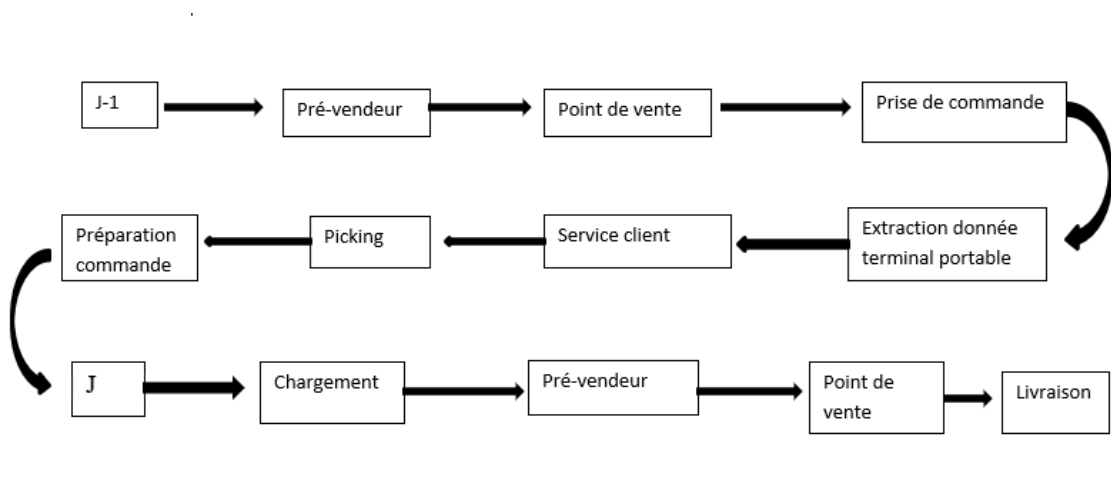 J-1
Pré-vendeur
Point de vente
Prise de commande
Extraction donnée
terminal portable
Service client
Picking
Préparation
commande
J
Chargement
Pré-vendeur
Point de
vente
Livraison